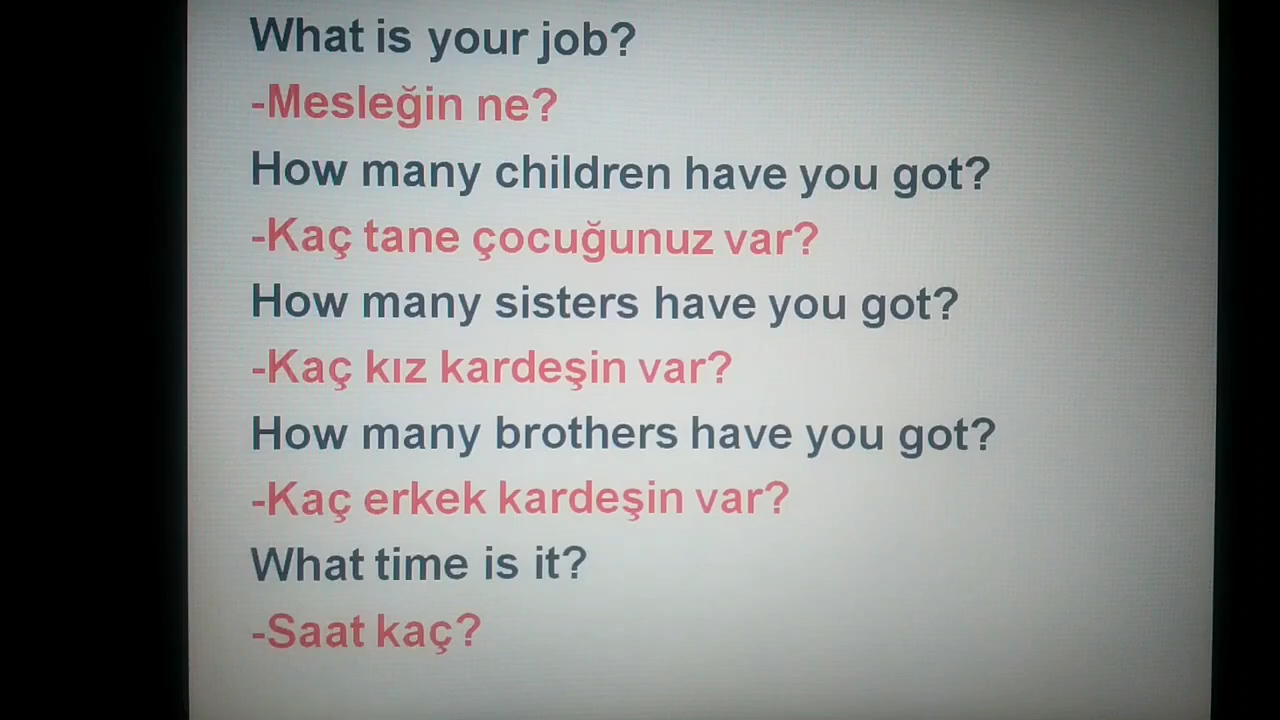 What is your job?
-Mesleğin ne?
How many children have you got?
-Kaç tane çocuğunuz var?
How many sisters have you got?
-Kaç kız kardeşin var?
How many brothers have you got?
-Kaç erkek kardeşin var?
What time is it?
-Saat kaç?